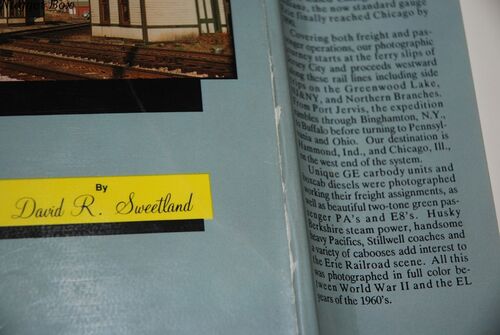 By
David R. Sweetland
the now standard gauge
finally reached Chicago by
Covering both freight and pas-
operations, our photographic
starts at the ferry slips of
City and proceeds westward
these rail lines including side
on the Greenwood Lake,
and Northern Branches.
From Port Jervis, the expedition
through Binghamton, N.Y.,
Buffalo before turning to Pennsyl-
and Ohio. Our destination is
Hammond, Ind., and Chicago, Ill.,
on the west end of the system.
Unique GE carbody units and
diesels were photographed
working their freight assignments, as
well as beautiful two-tone green pas-
senger PA's and E8's. Husky
Berkshire steam power, handsome
heavy Pacifics, Stillwell coaches and
a variety of cabooses add interest to
the Erie Railroad scene. All this
was photographed in full color be-
tween World War II and the EL
years of the 1960's.